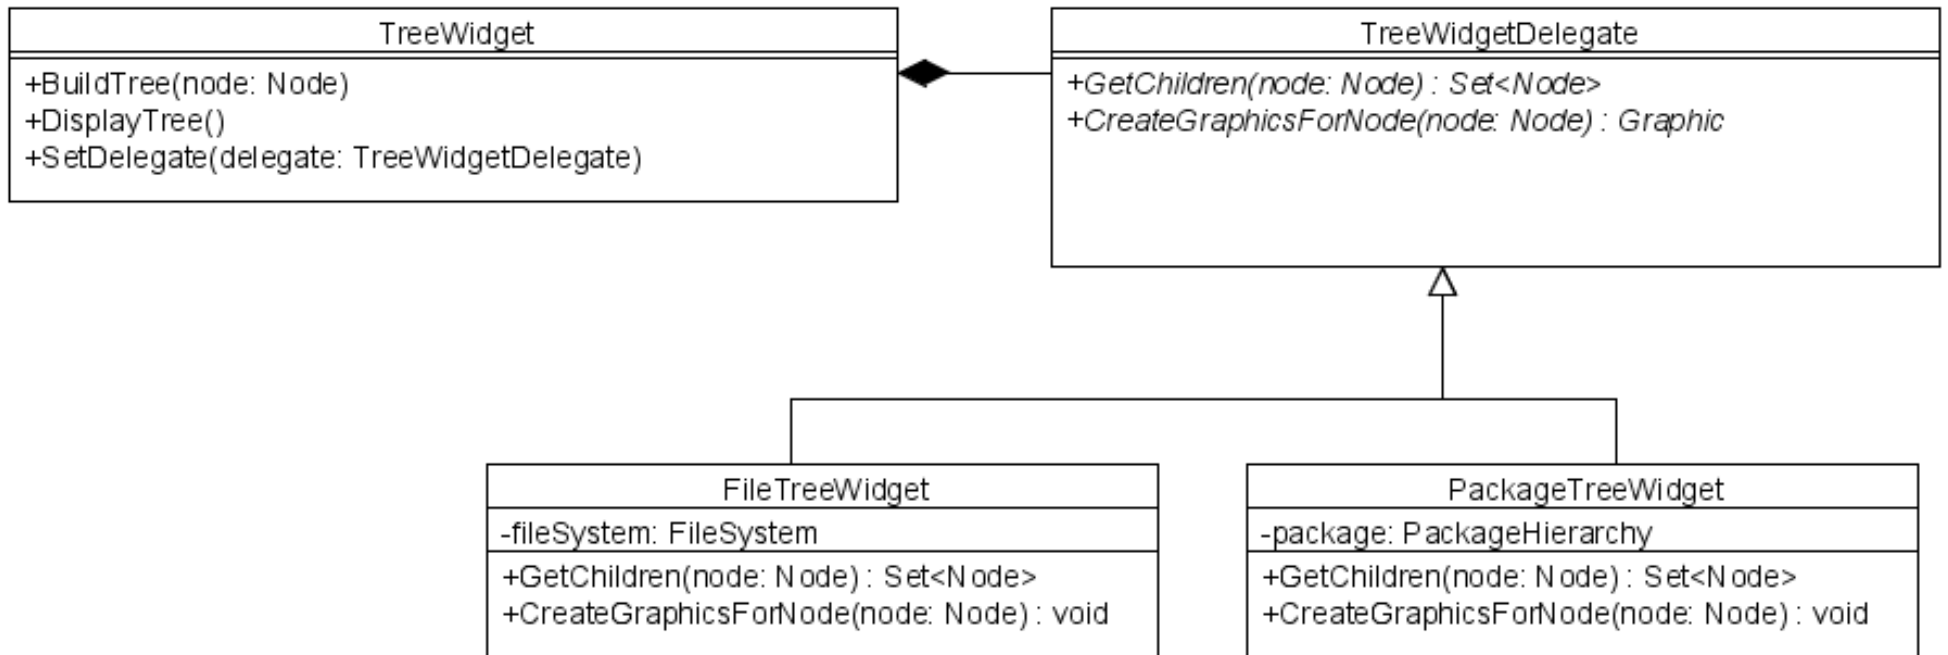 TreeWidget
+BuildTree(node: Node)
+DisplayTree()
+SetDelegate(delegate: TreeWidgetDelegate)
TreeWidgetDelegate
+GetChildren(node: Node) : Set<Node>
+CreateGraphicsForNode(node: Node) : Graphic
FileTreeWidget
-fileSystem: FileSystem
+GetChildren(node: Node) : Set<Node>
+CreateGraphicsForNode(node: Node) : void
PackageTreeWidget
-package: PackageHierarchy
+GetChildren(node: Node) : Set<Node>
+CreateGraphicsForNode(node: Node) : void